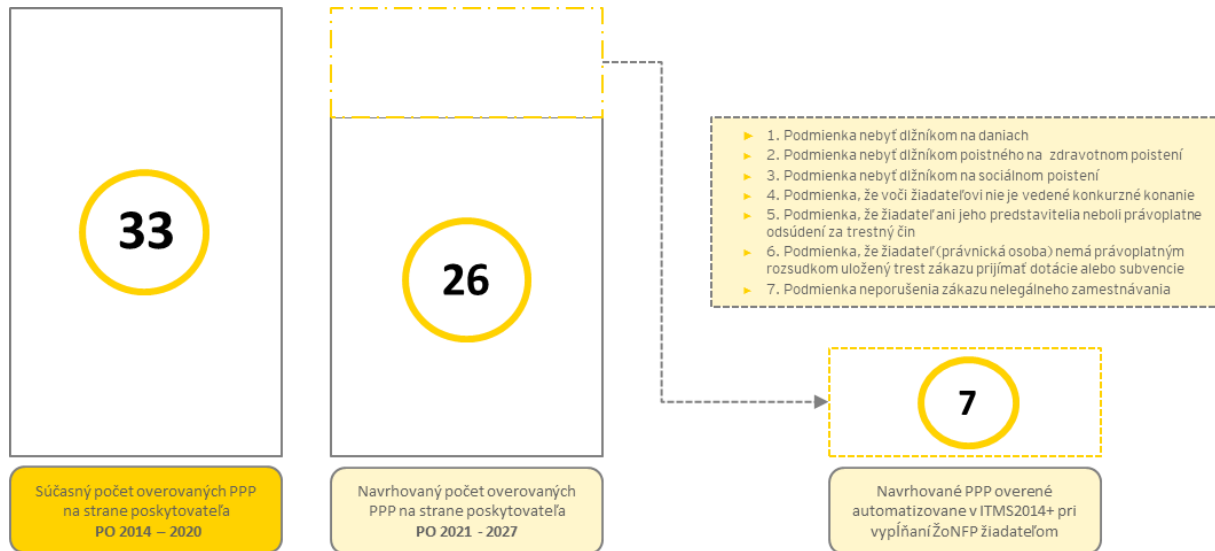 33
Súčasný počet overovaných PPP
na strane poskytovateľa
PO 2014 – 2020
26
Navrhovaný počet overovaných
PPP na strane poskytovateľa
PO 2021 - 2027
► 1. Podmienka nebyť dlžníkom na daniach
► 2. Podmienka nebyť dlžníkom poistného na zdravotnom poistení
► 3. Podmienka nebyť dlžníkom na sociálnom poistení
► 4. Podmienka, že voči žiadateľovi nie je vedené konkurzné konanie
► 5. Podmienka, že žiadateľ ani jeho predstavitelia neboli právoplatne
odsúdení za trestný čin
► 6. Podmienka, že žiadateľ (právnická osoba) nemá právoplatným
rozsudkom uložený trest zákazu prijímať dotácie alebo subvencie
► 7. Podmienka neporušenia zákazu nelegálneho zamestnávania
7
Navrhované PPP overené
automatizovane v ITMS2014+ pri
vypĺňaní ŽoNFP žiadateľom